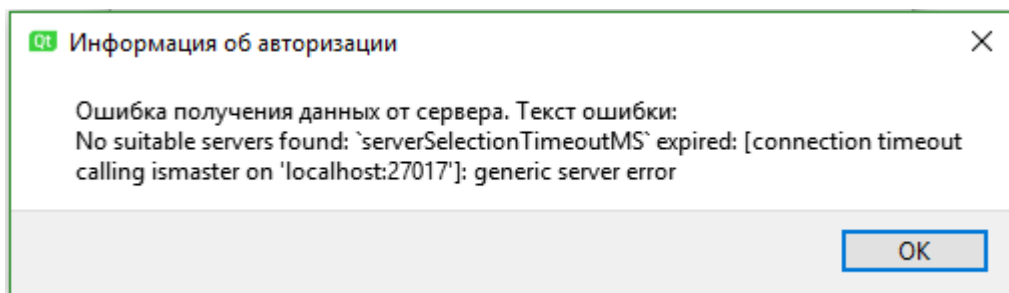 Qt Информация об авторизации
Ошибка получения данных от сервера. Текст ошибки:
No suitable servers found: `serverSelectionTimeoutMS` expired: [connection timeout
calling ismaster on 'localhost:27017']: generic server error
OK